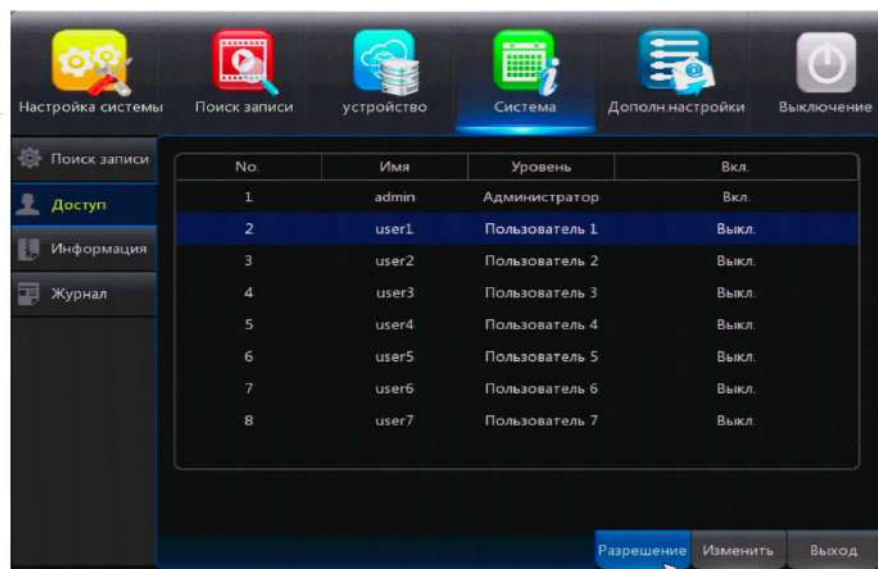 Настройка системы Поиск записи устройство Система Дополн.настройки Выключение
Поиск записи
Доступ
Информация
Журнал
No. Имя Уровень Вкл.
1 admin Администратор Вкл.
2 user1 Пользователь 1 Выкл.
3 user2 Пользователь 2 Выкл.
4 user3 Пользователь 3 Выкл.
5 user4 Пользователь 4 Выкл.
6 user5 Пользователь 5 Выкл.
7 user6 Пользователь 6 Выкл.
8 user7 Пользователь 7 Выкл.
Разрешение Изменить Выход